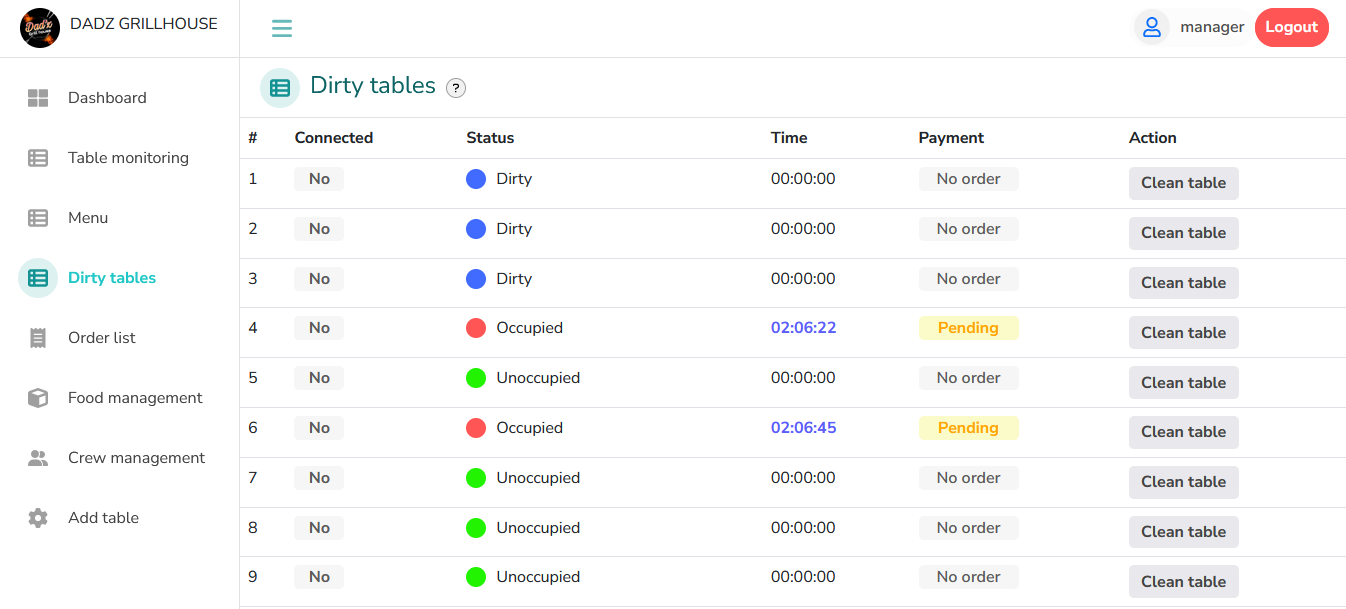 DADZ GRILLHOUSE
manager Logout
Dashboard
Table monitoring
Menu
Dirty tables
Order list
Food management
Crew management
Add table
Dirty tables ?
# Connected Status Time Payment Action
1 No Dirty 00:00:00 No order Clean table
2 No Dirty 00:00:00 No order Clean table
3 No Dirty 00:00:00 No order Clean table
4 No Occupied 02:06:22 Pending Clean table
5 No Unoccupied 00:00:00 No order Clean table
6 No Occupied 02:06:45 Pending Clean table
7 No Unoccupied 00:00:00 No order Clean table
8 No Unoccupied 00:00:00 No order Clean table
9 No Unoccupied 00:00:00 No order Clean table